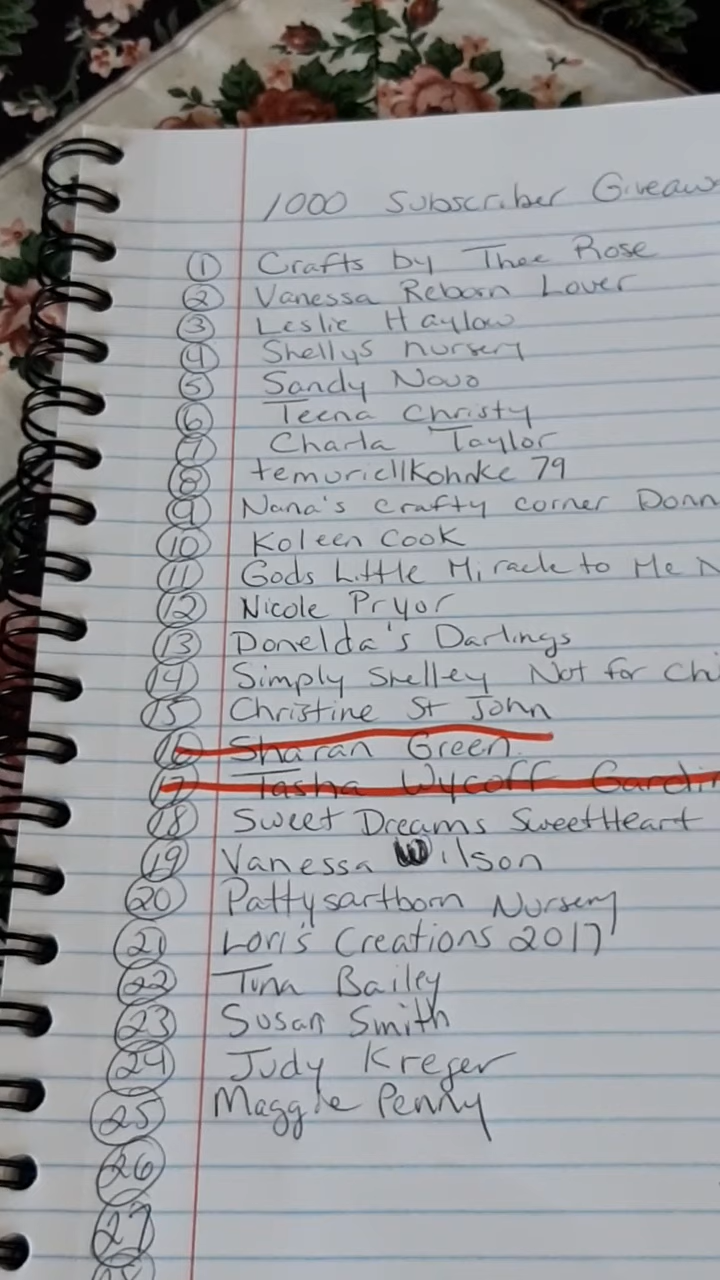 1000 Subscriber Giveaw
1 Crafts by Thee Rose
2 Vanessa Reborn Lover
3 Leslie Haylow
4 Shellys nursery
5 Sandy Novo
6 Teena Christy
7 Charla Taylor
8 temuriellkohnke 79
9 Nana's crafty corner Donn
10 Koleen Cook
11 Gods Little Miracle to Me N
12 Nicole Pryor
13 Donelda's Darlings
14 Simply Shelley Not for Chi
15 Christine St John
16 Sharan Green
17 Tasha Wycoff Gardin
18 Sweet Dreams SweetHeart
19 Vanessa Wilson
20 Pattysartborn Nursery
21 Lori's Creations 2017
22 Tina Bailey
23 Susan Smith
24 Judy Kreger
25 Maggie Penny
26
27